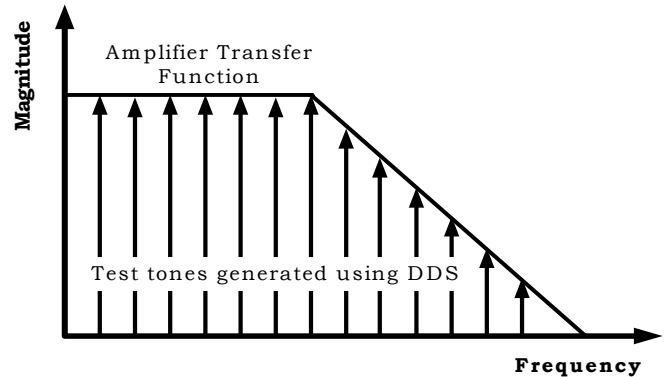 Magnitude
Amplifier Transfer
Function
Test tones generated using DDS
Frequency